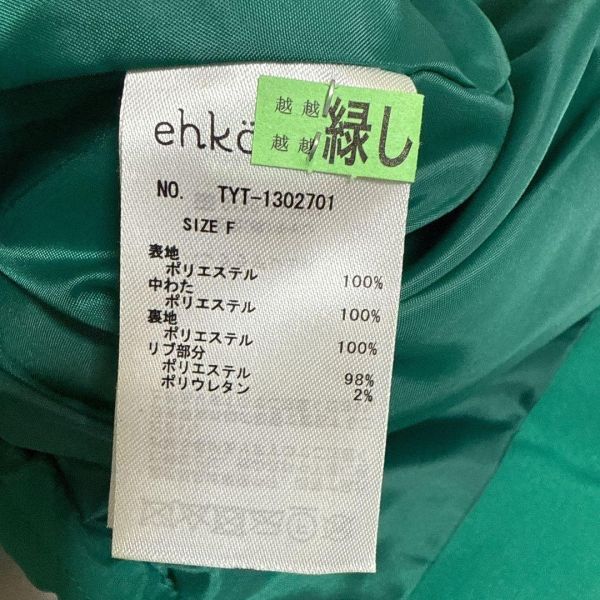 ehkö
越 越
越 越
緑し
NO. TYT-1302701
SIZE F
表地
ポリエステル 100%
中わた
ポリエステル 100%
裏地
ポリエステル 100%
リブ部分
ポリエステル 98%
ポリウレタン 2%